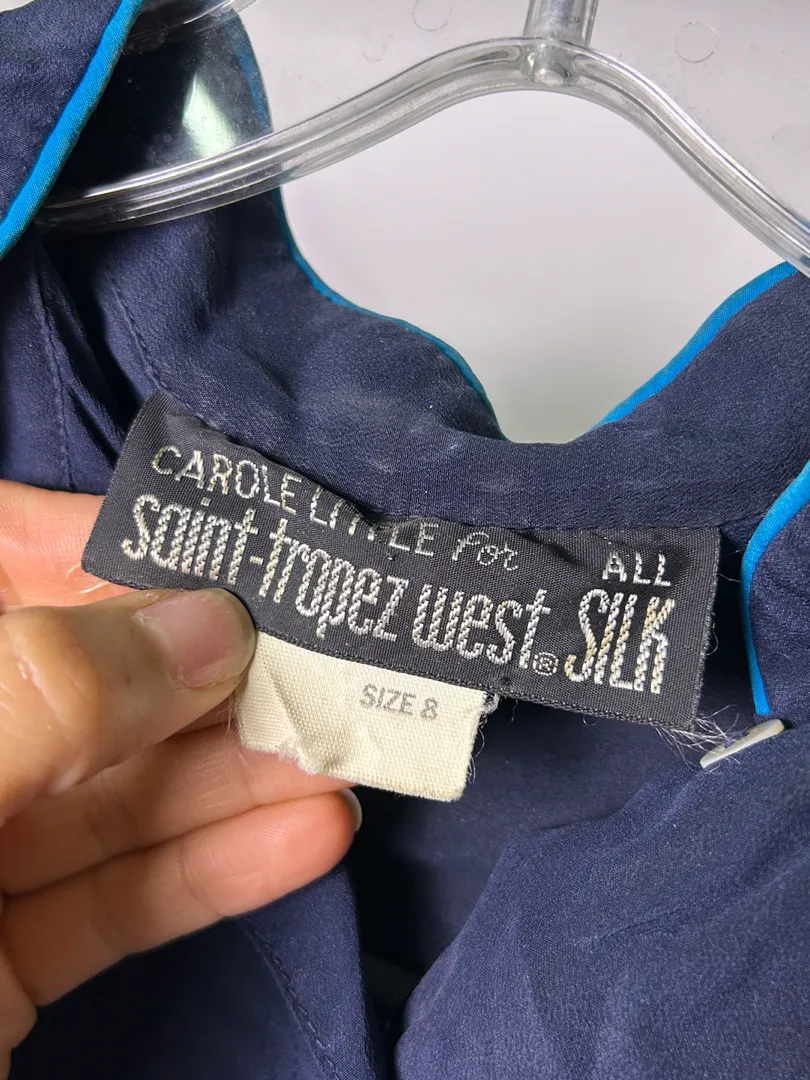 CAROLE LITTLE for
saint-tropez west® ALL SILK
SIZE 8